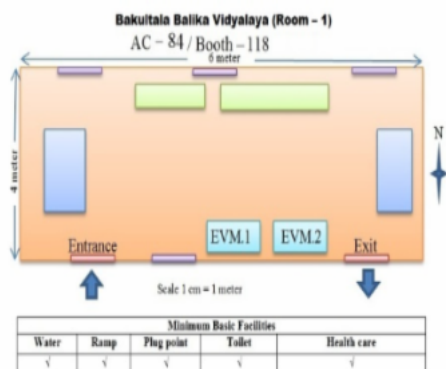 Bakultala Balika Vidyalaya (Room – 1)
AC – 84 / Booth – 118
6 meter
4 meter
N
EVM.1 EVM.2
Entrance Exit
Scale 1 cm = 1 meter
Minimum Basic Facilities
Water Ramp Plug point Toilet Health care
√ √ √ √ √